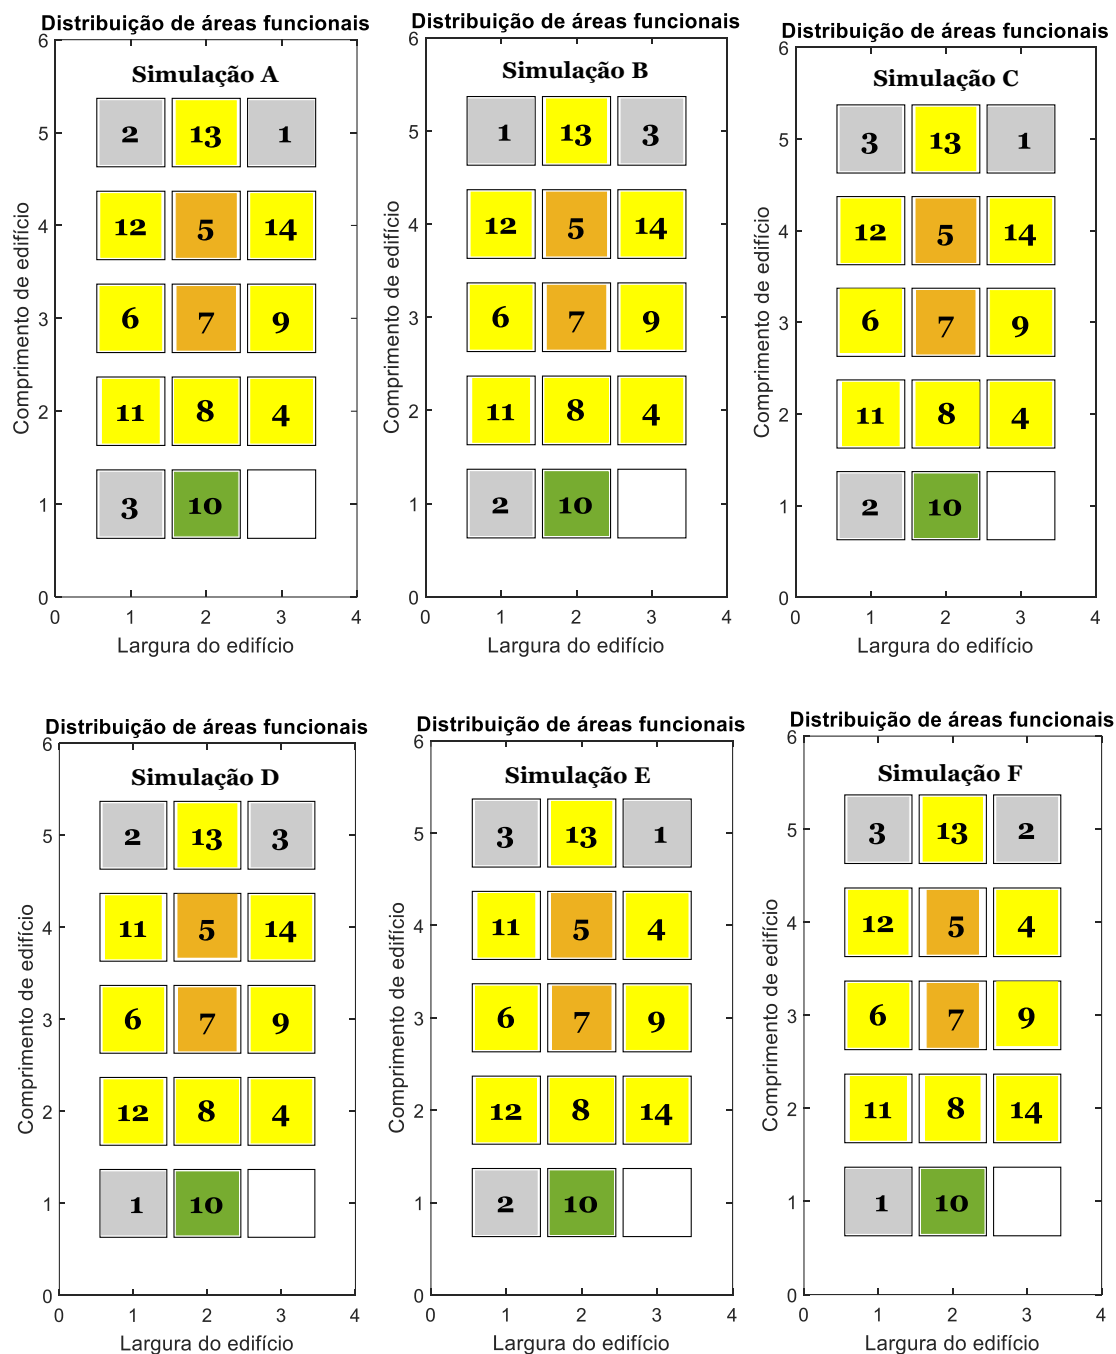 Distribuição de áreas funcionais
Simulação A
Comprimento de edifício
6
5
4
3
2
1
0
2 13 1
12 5 14
6 7 9
11 8 4
3 10
0 1 2 3 4
Largura do edifício
Distribuição de áreas funcionais
Simulação B
Comprimento de edifício
6
5
4
3
2
1
0
1 13 3
12 5 14
6 7 9
11 8 4
2 10
0 1 2 3 4
Largura do edifício
Distribuição de áreas funcionais
Simulação C
Comprimento de edifício
6
5
4
3
2
1
0
3 13 1
12 5 14
6 7 9
11 8 4
2 10
0 1 2 3 4
Largura do edifício
Distribuição de áreas funcionais
Simulação D
Comprimento de edifício
6
5
4
3
2
1
0
2 13 3
11 5 14
6 7 9
12 8 4
1 10
0 1 2 3 4
Largura do edifício
Distribuição de áreas funcionais
Simulação E
Comprimento de edifício
6
5
4
3
2
1
0
3 13 1
11 5 4
6 7 9
12 8 14
2 10
0 1 2 3 4
Largura do edifício
Distribuição de áreas funcionais
Simulação F
Comprimento de edifício
6
5
4
3
2
1
0
3 13 2
12 5 4
6 7 9
11 8 14
1 10
0 1 2 3 4
Largura do edifício